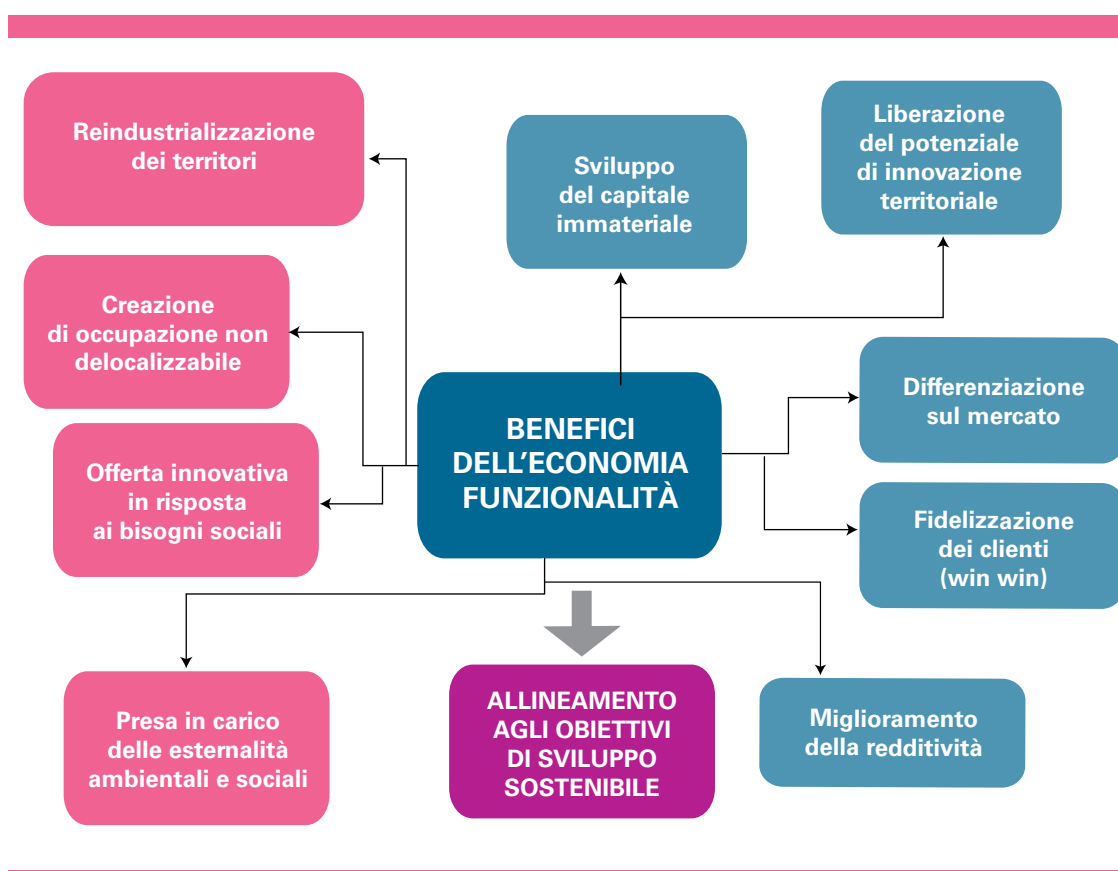 Reindustrializzazione
dei territori
Sviluppo
del capitale
immateriale
Liberazione
del potenziale
di innovazione
territoriale
Creazione
di occupazione non
delocalizzabile
Differenziazione
sul mercato
BENEFICI
DELL’ECONOMIA
FUNZIONALITÀ
Offerta innovativa
in risposta
ai bisogni sociali
Fidelizzazione
dei clienti
(win win)
Presa in carico
delle esternalità
ambientali e sociali
ALLINEAMENTO
AGLI OBIETTIVI
DI SVILUPPO
SOSTENIBILE
Miglioramento
della redditività